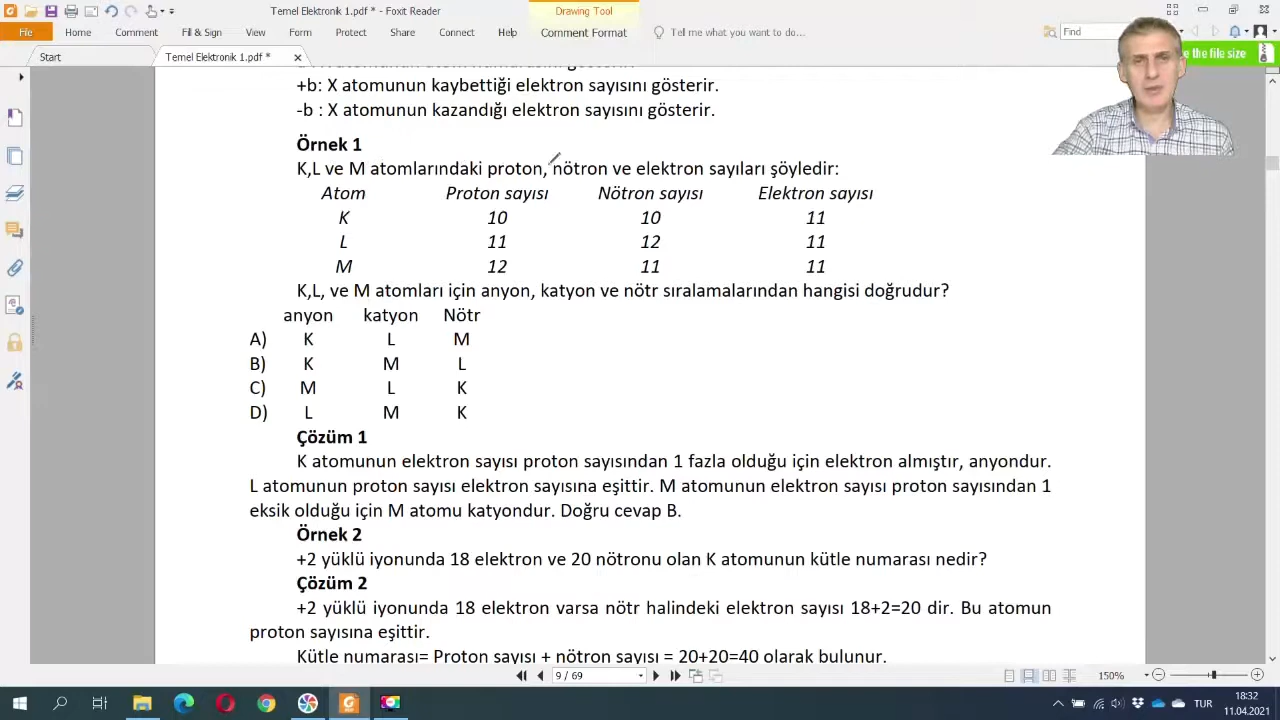 Temel Elektronik 1.pdf * - Foxit Reader
Drawing Tool
File Home Comment View Form Protect Share Connect Help Comment Format Tell me what you want to do... Find
Fill & Sign
Start Temel Elektronik 1.pdf *
e the file size
+b: X atomunun kaybettiği elektron sayısını gösterir.
-b : X atomunun kazandığı elektron sayısını gösterir.
Örnek 1
K,L ve M atomlarındaki proton, nötron ve elektron sayıları şöyledir:
Atom Proton sayısı Nötron sayısı Elektron sayısı
K 10 10 11
L 11 12 11
M 12 11 11
K,L, ve M atomları için anyon, katyon ve nötr sıralamalarından hangisi doğrudur?
anyon katyon Nötr
A) K L M
B) K M L
C) M L K
D) L M K
Çözüm 1
K atomunun elektron sayısı proton sayısından 1 fazla olduğu için elektron almıştır, anyondur.
L atomunun proton sayısı elektron sayısına eşittir. M atomunun elektron sayısı proton sayısından 1
eksik olduğu için M atomu katyondur. Doğru cevap B.
Örnek 2
+2 yüklü iyonunda 18 elektron ve 20 nötronu olan K atomunun kütle numarası nedir?
Çözüm 2
+2 yüklü iyonunda 18 elektron varsa nötr halindeki elektron sayısı 18+2=20 dir. Bu atomun
proton sayısına eşittir.
Kütle numarası= Proton sayısı + nötron sayısı = 20+20=40 olarak bulunur.
9 / 69
150%
TUR
18:32
11.04.2021